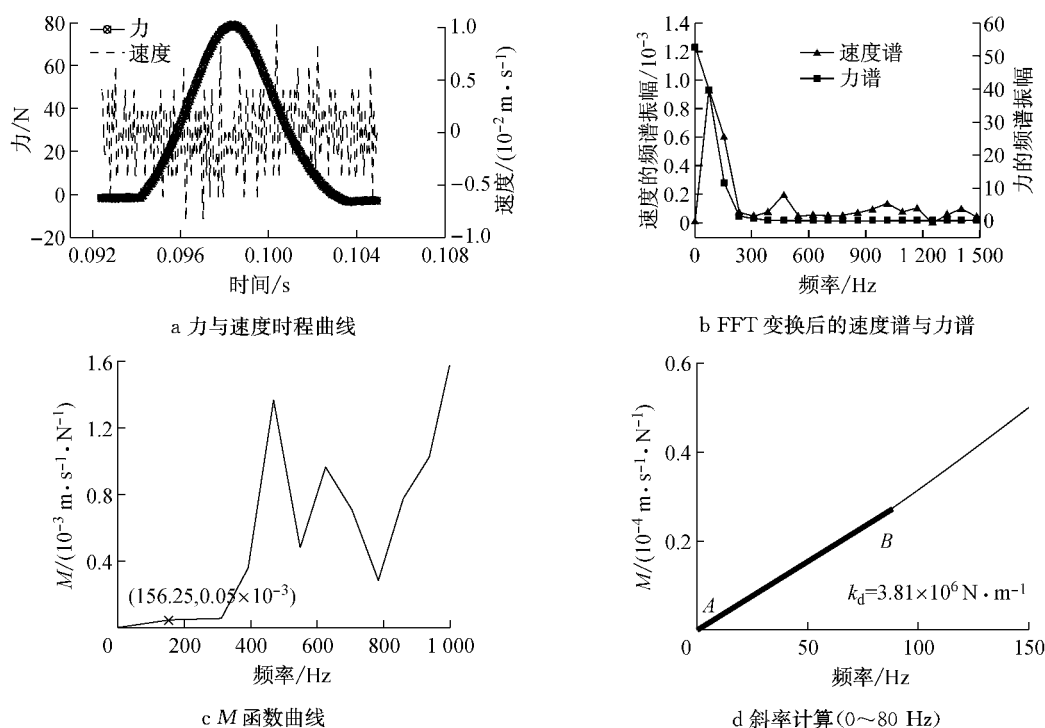 80
60
40
20
0
−20
力/N
力
速度
1.0
0.5
0
−0.5
−1.0
速度/(10⁻² m·s⁻¹)
0.092 0.096 0.100 0.104 0.108
时间/s
a 力与速度时程曲线
1.4
1.2
1.0
0.8
0.6
0.4
0.2
0
速度的频谱振幅/10⁻³
速度谱
力谱
60
50
40
30
20
10
0
力的频谱振幅
0 300 600 900 1 200 1 500
频率/Hz
b FFT 变换后的速度谱与力谱
1.6
1.2
0.8
0.4
M/(10⁻³ m·s⁻¹·N⁻¹)
(156.25,0.05×10⁻³)
0 200 400 600 800 1 000
频率/Hz
c M 函数曲线
0.6
0.4
0.2
0
M/(10⁻⁴ m·s⁻¹·N⁻¹)
A
B
k_d=3.81×10⁶ N·m⁻¹
0 50 100 150
频率/Hz
d 斜率计算(0～80 Hz)